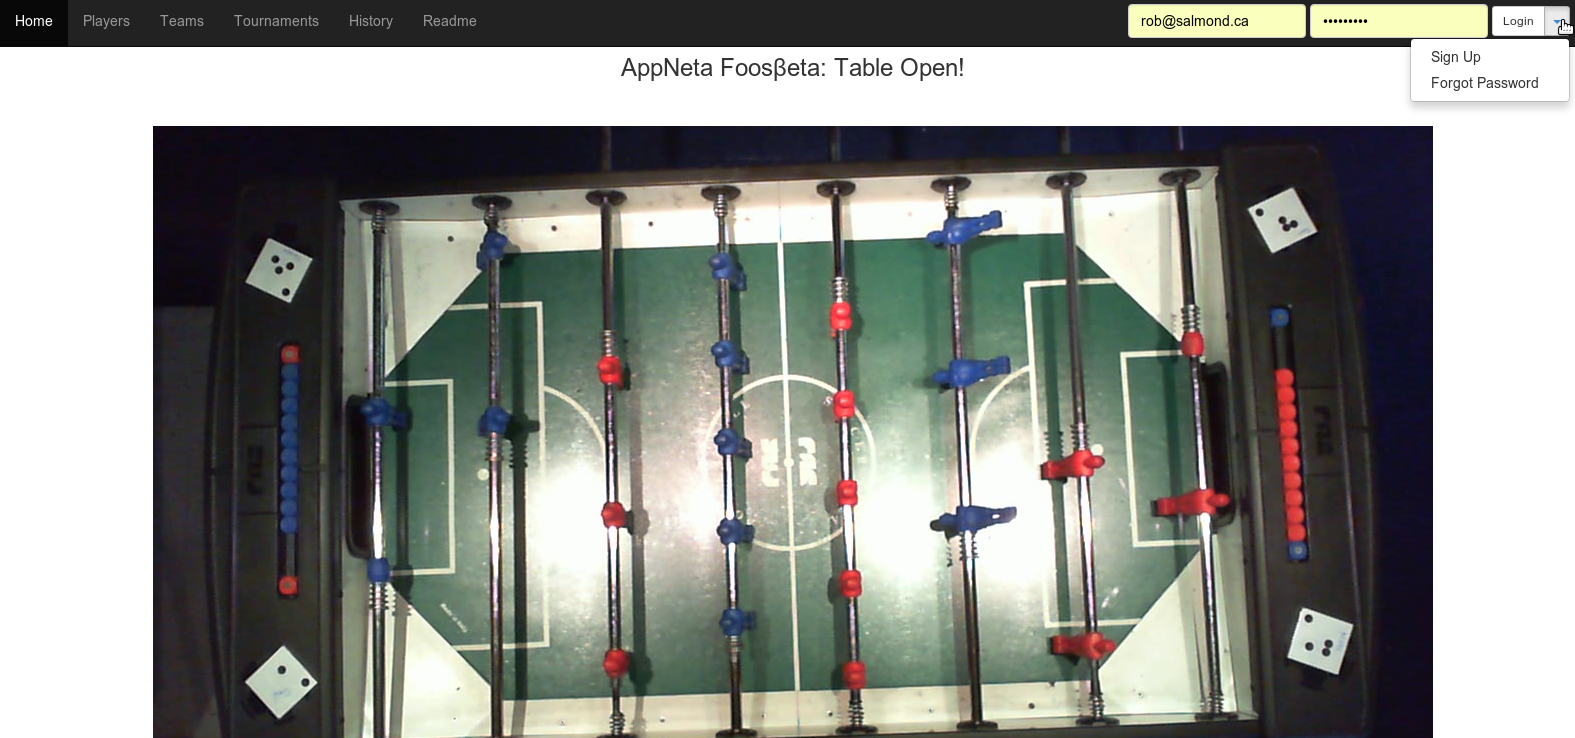 Home Players Teams Tournaments History Readme rob@salmond.ca ••••••••• Login
Sign Up
Forgot Password
AppNeta Foosβeta: Table Open!